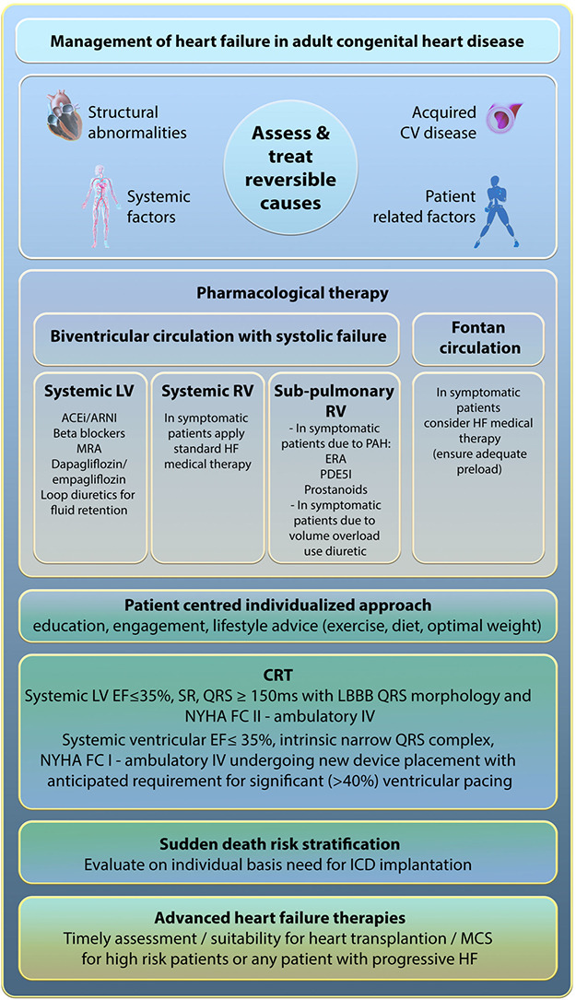 Management of heart failure in adult congenital heart disease
Structural
abnormalities
Systemic
factors
Assess &
treat
reversible
causes
Acquired
CV disease
Patient
related factors
Pharmacological therapy
Biventricular circulation with systolic failure
Systemic LV
ACEi/ARNI
Beta blockers
MRA
Dapagliflozin/
empagliflozin
Loop diuretics for
fluid retention
Systemic RV
In symptomatic
patients apply
standard HF
medical therapy
Sub-pulmonary
RV
- In symptomatic
patients due to PAH:
ERA
PDE5I
Prostanoids
- In symptomatic
patients due to
volume overload
use diuretic
Fontan
circulation
In symptomatic
patients
consider HF medical
therapy
(ensure adequate
preload)
Patient centred individualized approach
education, engagement, lifestyle advice (exercise, diet, optimal weight)
CRT
Systemic LV EF≤35%, SR, QRS ≥ 150ms with LBBB QRS morphology and
NYHA FC II - ambulatory IV
Systemic ventricular EF≤ 35%, intrinsic narrow QRS complex,
NYHA FC I - ambulatory IV undergoing new device placement with
anticipated requirement for significant (>40%) ventricular pacing
Sudden death risk stratification
Evaluate on individual basis need for ICD implantation
Advanced heart failure therapies
Timely assessment / suitability for heart transplantion / MCS
for high risk patients or any patient with progressive HF